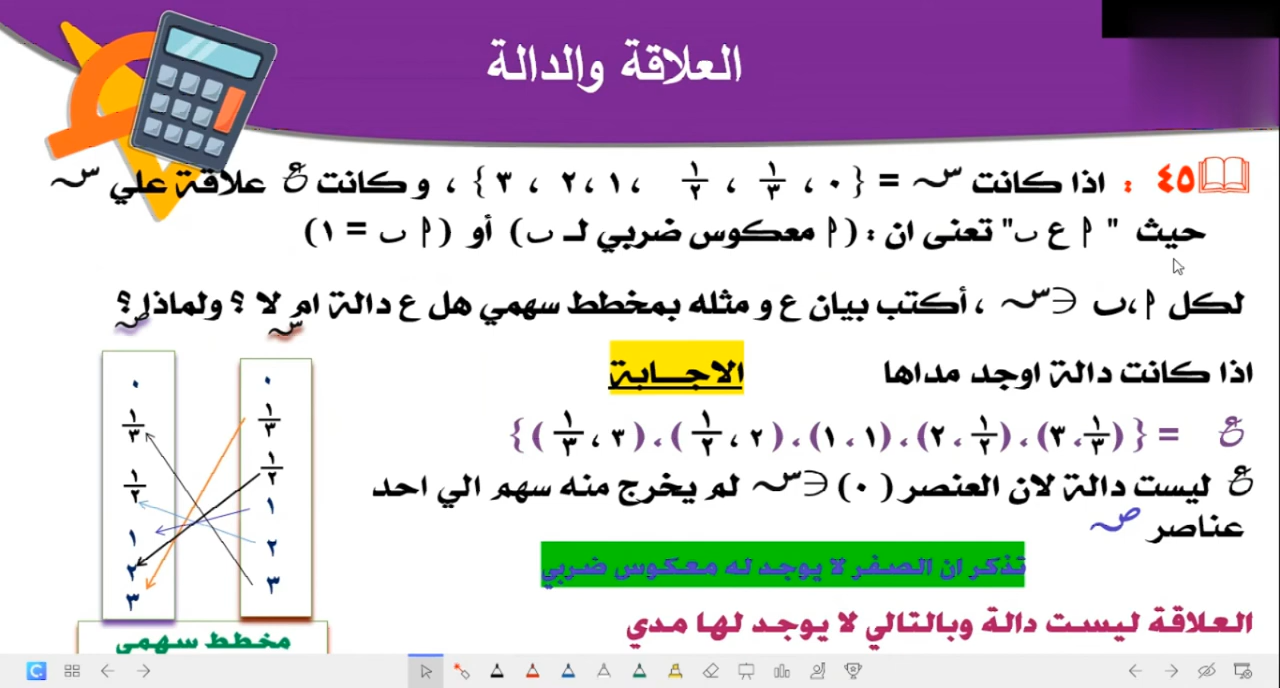 العلاقة والدالة
٤٥ : اذا كانت س = {٠ ، ١/٣ ، ١/٢ ، ١ ، ٢ ، ٣} ، وكانت ع علاقة علي س
حيث " ا ع ب" تعنى ان : (ا معكوس ضربي لـ ب) أو (ا ب = ١)
لكل ا،ب ∈ س ، أكتب بيان ع و مثله بمخطط سهمي هل ع دالة ام لا ؟ ولماذا ؟
اذا كانت دالة اوجد مداها
الاجـابة
ع = {(١/٣ ، ٣) ، (١/٢ ، ٢) ، (١ ، ١) ، (٢ ، ١/٢) ، (٣ ، ١/٣)}
ع ليست دالة لان العنصر (٠) ∈ س لم يخرج منه سهم الي احد
عناصر ص
تذكر ان الصفر لا يوجد له معكوس ضربي
العلاقة ليست دالة وبالتالي لا يوجد لها مدي
س
٠
١/٣
١/٢
١
٢
٣
ص
٠
١/٣
١/٢
١
٢
٣
مخطط سهمي